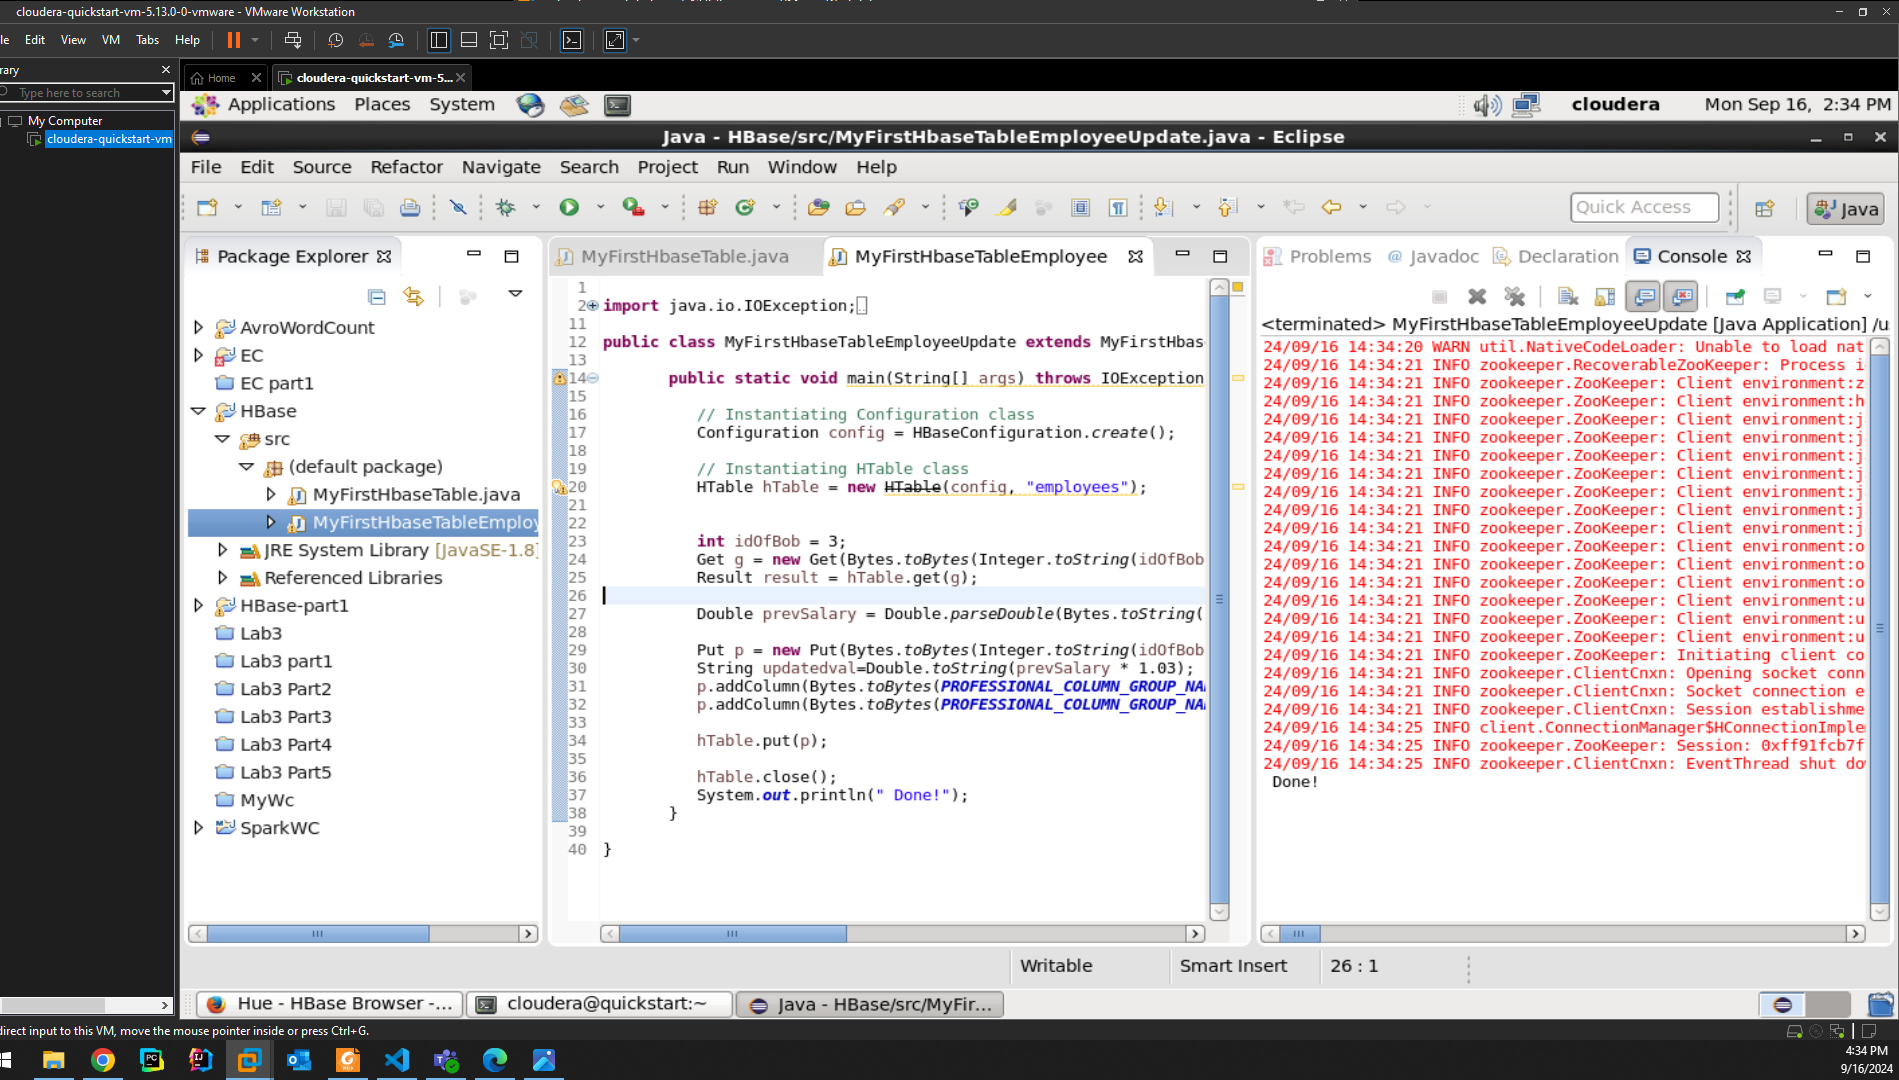 cloudera-quickstart-vm-5.13.0-0-vmware - VMware Workstation
le Edit View VM Tabs Help
rary
Type here to search
My Computer
cloudera-quickstart-vm
Home
cloudera-quickstart-vm-5...
Applications Places System
cloudera Mon Sep 16, 2:34 PM
Java - HBase/src/MyFirstHbaseTableEmployeeUpdate.java - Eclipse
File Edit Source Refactor Navigate Search Project Run Window Help
Quick Access
Java
Package Explorer
AvroWordCount
EC
EC part1
HBase
src
(default package)
MyFirstHbaseTable.java
MyFirstHbaseTableEmploy
JRE System Library [JavaSE-1.8]
Referenced Libraries
HBase-part1
Lab3
Lab3 part1
Lab3 Part2
Lab3 Part3
Lab3 Part4
Lab3 Part5
MyWc
SparkWC
MyFirstHbaseTable.java
MyFirstHbaseTableEmployee
1
2 import java.io.IOException;
11
12 public class MyFirstHbaseTableEmployeeUpdate extends MyFirstHbas
13
14 public static void main(String[] args) throws IOException
15
16 // Instantiating Configuration class
17 Configuration config = HBaseConfiguration.create();
18
19 // Instantiating HTable class
20 HTable hTable = new HTable(config, "employees");
21
22
23 int idOfBob = 3;
24 Get g = new Get(Bytes.toBytes(Integer.toString(idOfBob
25 Result result = hTable.get(g);
26
27 Double prevSalary = Double.parseDouble(Bytes.toString(
28
29 Put p = new Put(Bytes.toBytes(Integer.toString(idOfBob
30 String updatedval=Double.toString(prevSalary * 1.03);
31 p.addColumn(Bytes.toBytes(PROFESSIONAL_COLUMN_GROUP_NA
32 p.addColumn(Bytes.toBytes(PROFESSIONAL_COLUMN_GROUP_NA
33
34 hTable.put(p);
35
36 hTable.close();
37 System.out.println(" Done!");
38 }
39
40 }
Problems Javadoc Declaration Console
<terminated> MyFirstHbaseTableEmployeeUpdate [Java Application] /u
24/09/16 14:34:20 WARN util.NativeCodeLoader: Unable to load nat
24/09/16 14:34:21 INFO zookeeper.RecoverableZooKeeper: Process i
24/09/16 14:34:21 INFO zookeeper.ZooKeeper: Client environment:z
24/09/16 14:34:21 INFO zookeeper.ZooKeeper: Client environment:h
24/09/16 14:34:21 INFO zookeeper.ZooKeeper: Client environment:j
24/09/16 14:34:21 INFO zookeeper.ZooKeeper: Client environment:j
24/09/16 14:34:21 INFO zookeeper.ZooKeeper: Client environment:j
24/09/16 14:34:21 INFO zookeeper.ZooKeeper: Client environment:j
24/09/16 14:34:21 INFO zookeeper.ZooKeeper: Client environment:j
24/09/16 14:34:21 INFO zookeeper.ZooKeeper: Client environment:j
24/09/16 14:34:21 INFO zookeeper.ZooKeeper: Client environment:j
24/09/16 14:34:21 INFO zookeeper.ZooKeeper: Client environment:o
24/09/16 14:34:21 INFO zookeeper.ZooKeeper: Client environment:o
24/09/16 14:34:21 INFO zookeeper.ZooKeeper: Client environment:o
24/09/16 14:34:21 INFO zookeeper.ZooKeeper: Client environment:u
24/09/16 14:34:21 INFO zookeeper.ZooKeeper: Client environment:u
24/09/16 14:34:21 INFO zookeeper.ZooKeeper: Client environment:u
24/09/16 14:34:21 INFO zookeeper.ZooKeeper: Initiating client co
24/09/16 14:34:21 INFO zookeeper.ClientCnxn: Opening socket conn
24/09/16 14:34:21 INFO zookeeper.ClientCnxn: Socket connection e
24/09/16 14:34:21 INFO zookeeper.ClientCnxn: Session establishme
24/09/16 14:34:25 INFO client.ConnectionManager$HConnectionImple
24/09/16 14:34:25 INFO zookeeper.ZooKeeper: Session: 0xff91fcb7f
24/09/16 14:34:25 INFO zookeeper.ClientCnxn: EventThread shut do
Done!
Writable Smart Insert 26 : 1
Hue - HBase Browser -... cloudera@quickstart:~ Java - HBase/src/MyFir...
direct input to this VM, move the mouse pointer inside or press Ctrl+G.
4:34 PM
9/16/2024